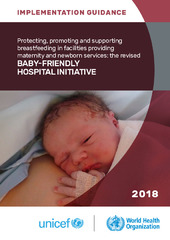 IMPLEMENTATION GUIDANCE
Protecting, promoting and supporting
breastfeeding in facilities providing
maternity and newborn services: the revised
BABY-FRIENDLY
HOSPITAL INITIATIVE
2018
unicef
World Health
Organization